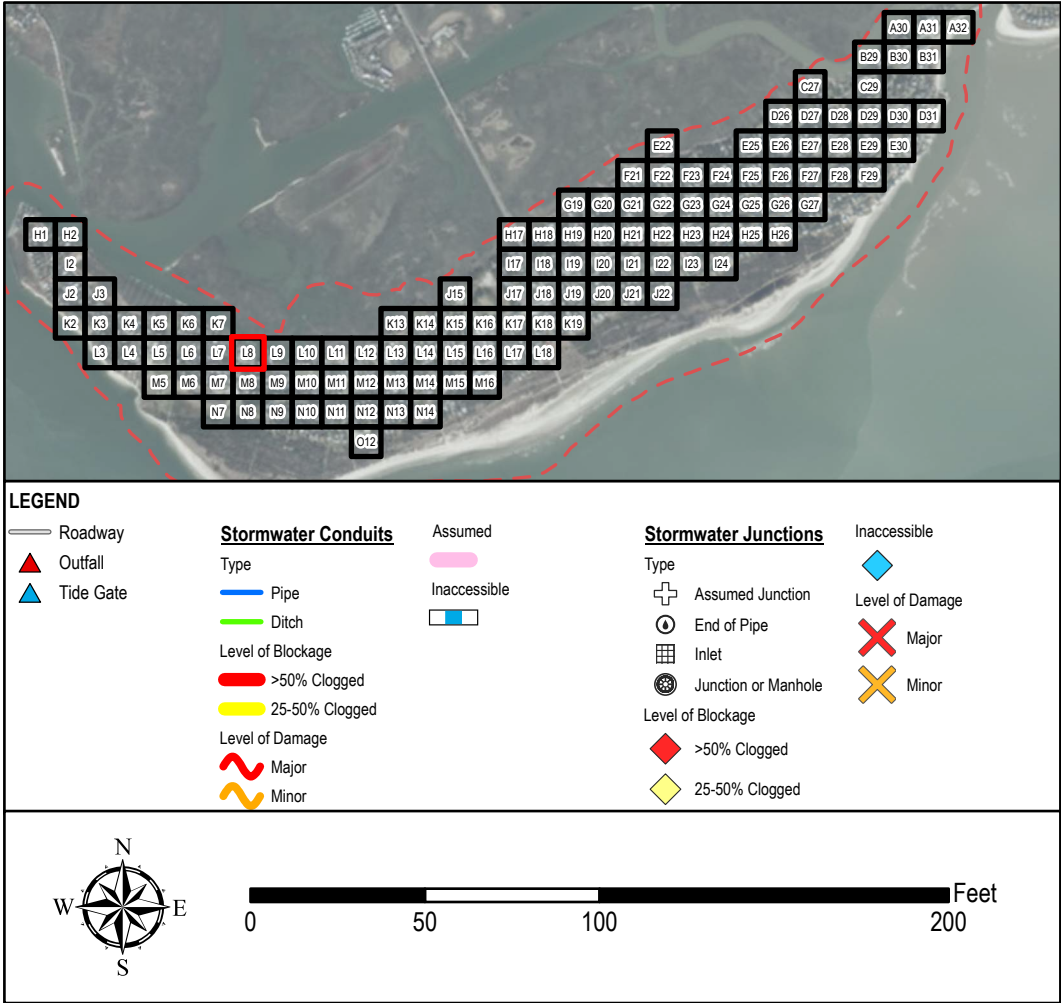 A30 A31 A32
B29 B30 B31
C27 C29
D26 D27 D28 D29 D30 D31
E22 E25 E26 E27 E28 E29 E30
F21 F22 F23 F24 F25 F26 F27 F28 F29
G19 G20 G21 G22 G23 G24 G25 G26 G27
H1 H2 H17 H18 H19 H20 H21 H22 H23 H24 H25 H26
I2 I17 I18 I19 I20 I21 I22 I23 I24
J2 J3 J15 J17 J18 J19 J20 J21 J22
K2 K3 K4 K5 K6 K7 K13 K14 K15 K16 K17 K18 K19
L3 L4 L5 L6 L7 L8 L9 L10 L11 L12 L13 L14 L15 L16 L17 L18
M5 M6 M7 M8 M9 M10 M11 M12 M13 M14 M15 M16
N7 N8 N9 N10 N11 N12 N13 N14
O12
LEGEND
Roadway
Outfall
Tide Gate
Stormwater Conduits
Type
Pipe
Ditch
Level of Blockage
>50% Clogged
25-50% Clogged
Level of Damage
Major
Minor
Assumed
Inaccessible
Stormwater Junctions
Type
Assumed Junction
End of Pipe
Inlet
Junction or Manhole
Level of Blockage
>50% Clogged
25-50% Clogged
Inaccessible
Level of Damage
Major
Minor
N
W E
S
Feet
0 50 100 200